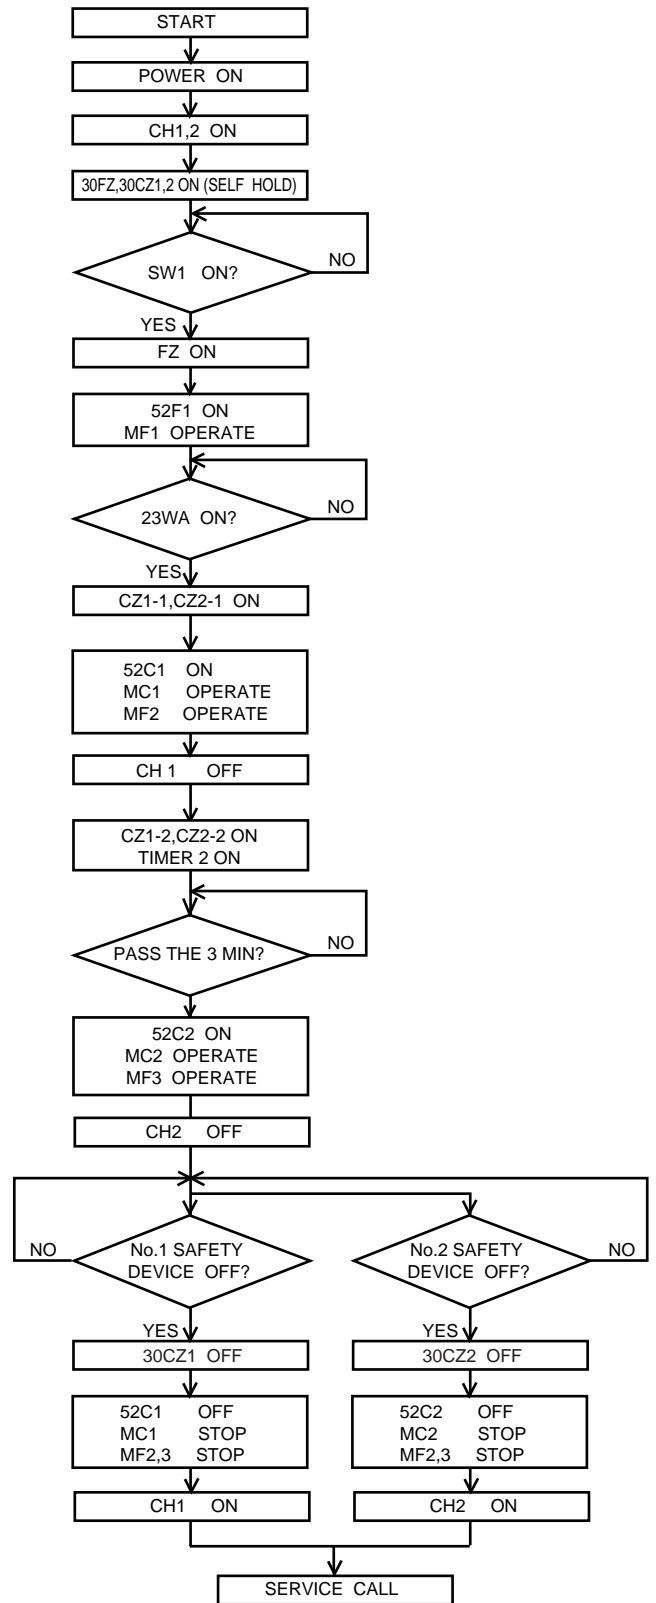 START
POWER ON
CH1,2 ON
30FZ,30CZ1,2 ON (SELF HOLD)
SW1 ON?
NO
YES
FZ ON
52F1 ON
MF1 OPERATE
23WA ON?
NO
YES
CZ1-1,CZ2-1 ON
52C1 ON
MC1 OPERATE
MF2 OPERATE
CH 1 OFF
CZ1-2,CZ2-2 ON
TIMER 2 ON
PASS THE 3 MIN?
NO
52C2 ON
MC2 OPERATE
MF3 OPERATE
CH2 OFF
NO
No.1 SAFETY
DEVICE OFF?
No.2 SAFETY
DEVICE OFF?
NO
YES
30CZ1 OFF
52C1 OFF
MC1 STOP
MF2,3 STOP
CH1 ON
YES
30CZ2 OFF
52C2 OFF
MC2 STOP
MF2,3 STOP
CH2 ON
SERVICE CALL